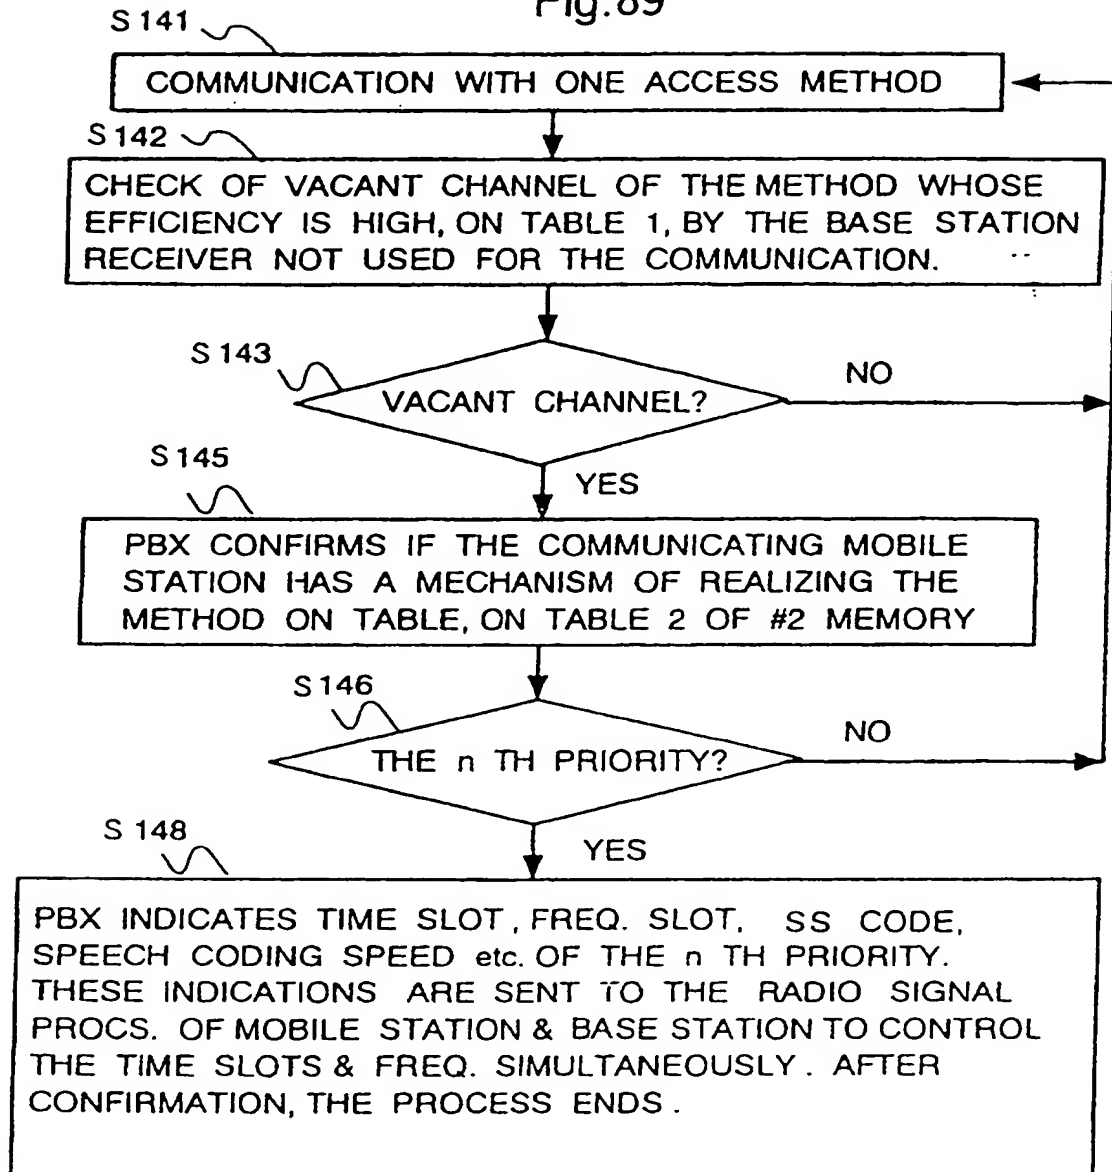 Fig.89
S 141
COMMUNICATION WITH ONE ACCESS METHOD
S 142
CHECK OF VACANT CHANNEL OF THE METHOD WHOSE
EFFICIENCY IS HIGH, ON TABLE 1, BY THE BASE STATION
RECEIVER NOT USED FOR THE COMMUNICATION.
S 143
VACANT CHANNEL?
NO
YES
S 145
PBX CONFIRMS IF THE COMMUNICATING MOBILE
STATION HAS A MECHANISM OF REALIZING THE
METHOD ON TABLE, ON TABLE 2 OF #2 MEMORY
S 146
THE n TH PRIORITY?
NO
YES
S 148
PBX INDICATES TIME SLOT, FREQ. SLOT, SS CODE,
SPEECH CODING SPEED etc. OF THE n TH PRIORITY.
THESE INDICATIONS ARE SENT TO THE RADIO SIGNAL
PROCS. OF MOBILE STATION & BASE STATION TO CONTROL
THE TIME SLOTS & FREQ. SIMULTANEOUSLY. AFTER
CONFIRMATION, THE PROCESS ENDS.